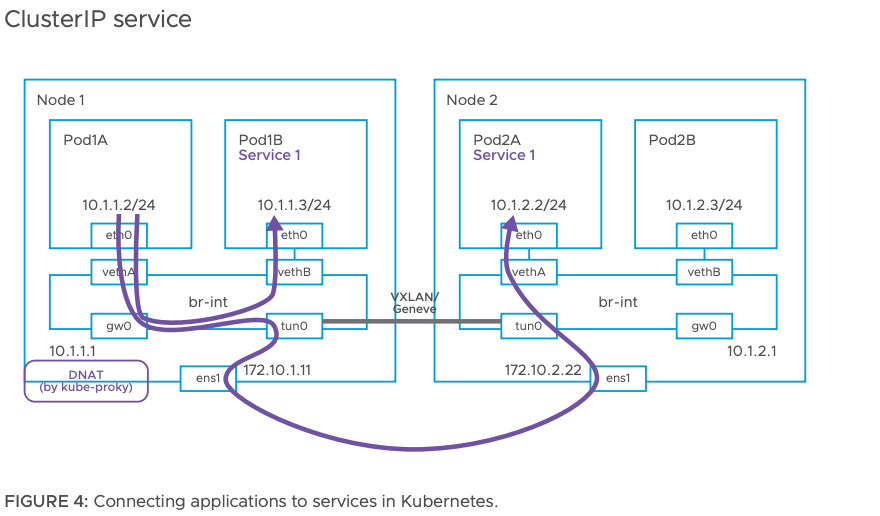 ClusterIP service
Node 1
Node 2
Pod1A
Pod1B
Service 1
Pod2A
Service 1
Pod2B
10.1.1.2/24
10.1.1.3/24
10.1.2.2/24
10.1.2.3/24
eth0
eth0
eth0
eth0
vethA
vethB
vethA
vethB
br-int
VXLAN/
Geneve
br-int
gw0
tun0
tun0
gw0
10.1.1.1
10.1.2.1
DNAT
(by kube-proky)
ens1
172.10.1.11
172.10.2.22
ens1
FIGURE 4: Connecting applications to services in Kubernetes.